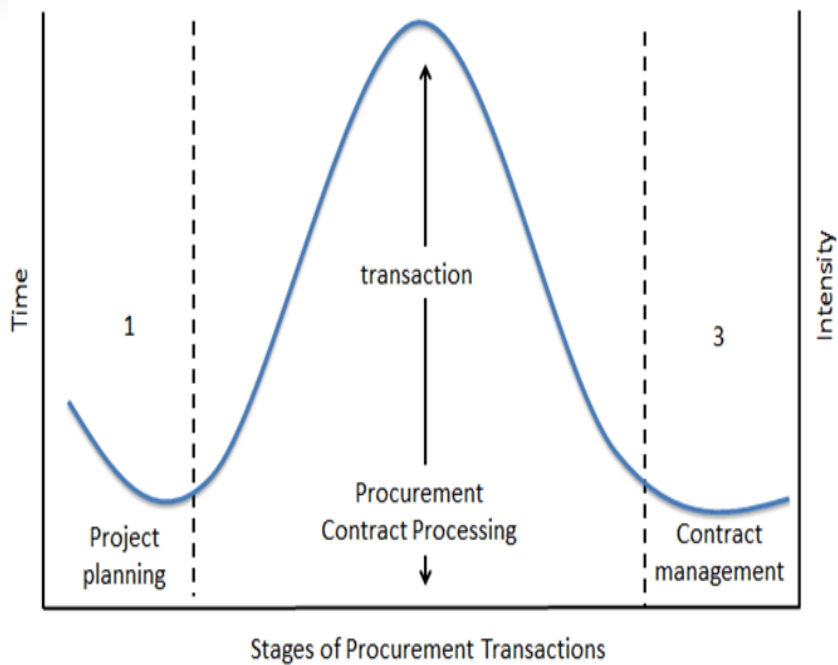 Time
Intensity
transaction
1
3
Procurement
Contract Processing
Project
planning
Contract
management
Stages of Procurement Transactions